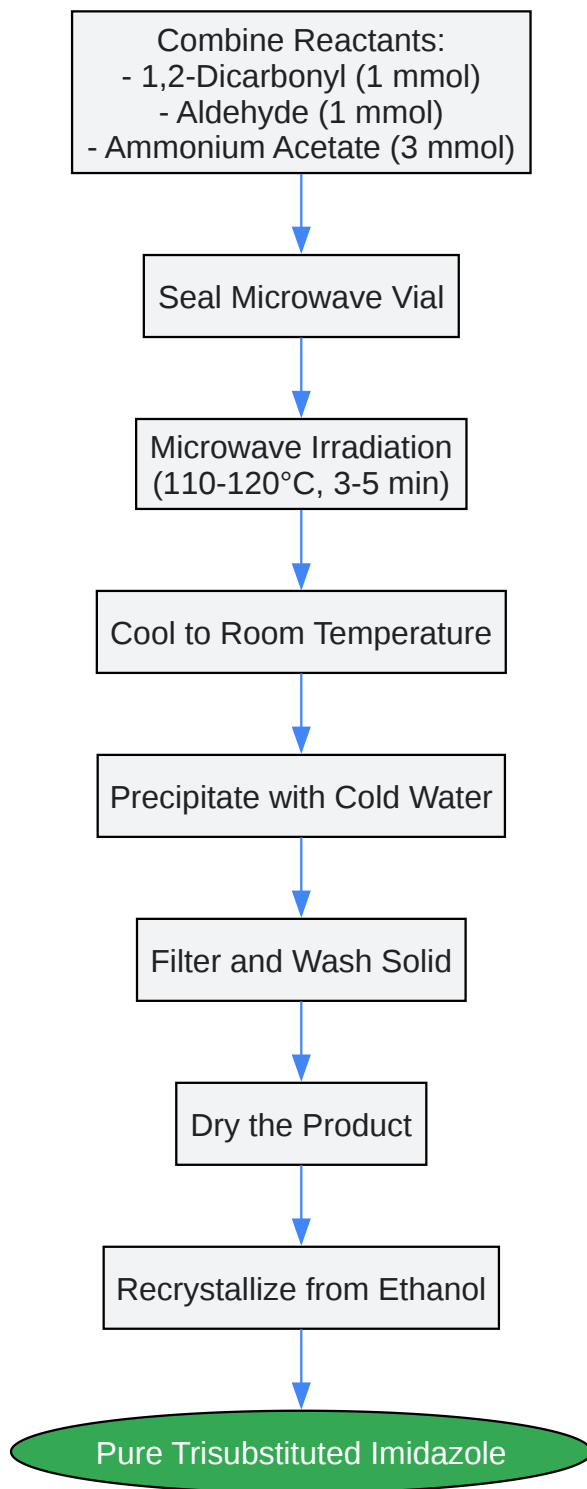 Combine Reactants:
- 1,2-Dicarbonyl (1 mmol)
- Aldehyde (1 mmol)
- Ammonium Acetate (3 mmol)
Seal Microwave Vial
Microwave Irradiation
(110-120°C, 3-5 min)
Cool to Room Temperature
Precipitate with Cold Water
Filter and Wash Solid
Dry the Product
Recrystallize from Ethanol
Pure Trisubstituted Imidazole